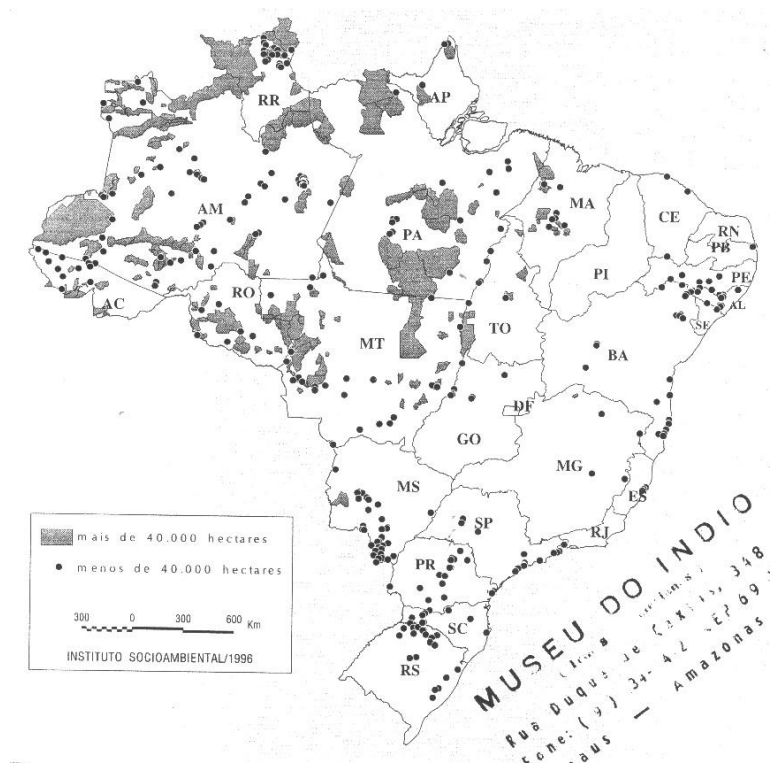 RR
AP
AM
PA
MA
CE
RN
PB
PI
PE
AL
SE
AC
RO
TO
MT
BA
DF
GO
MG
MS
ES
SP
RJ
PR
SC
RS
mais de 40.000 hectares
menos de 40.000 hectares
300 0 300 600 Km
INSTITUTO SOCIOAMBIENTAL/1996
MUSEU DO INDIO
Rua Duque de Caxias, 348
Amazonas